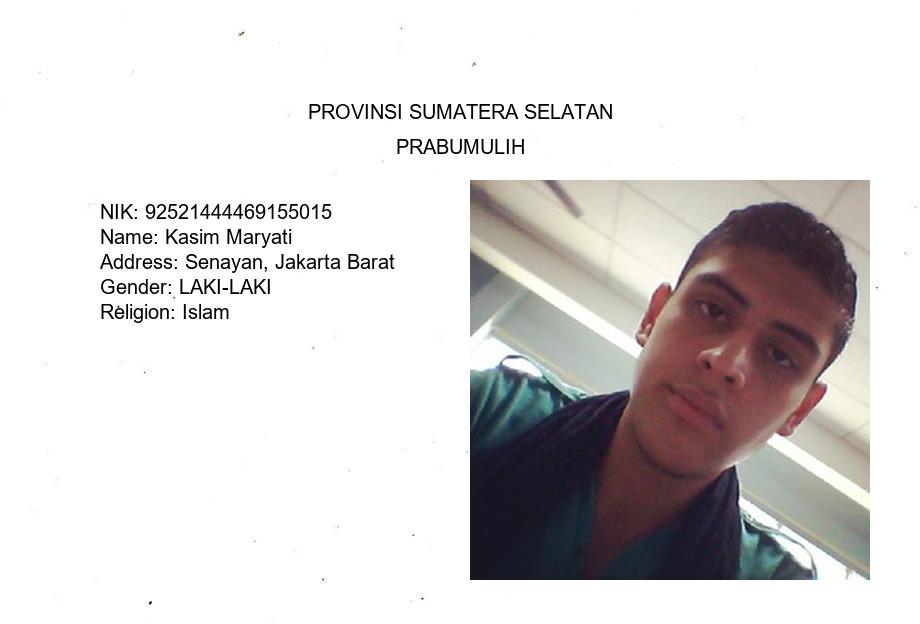 PROVINSI SUMATERA SELATAN
PRABUMULIH
NIK: 92521444469155015
Name: Kasim Maryati
Address: Senayan, Jakarta Barat
Gender: LAKI-LAKI
Religion: Islam